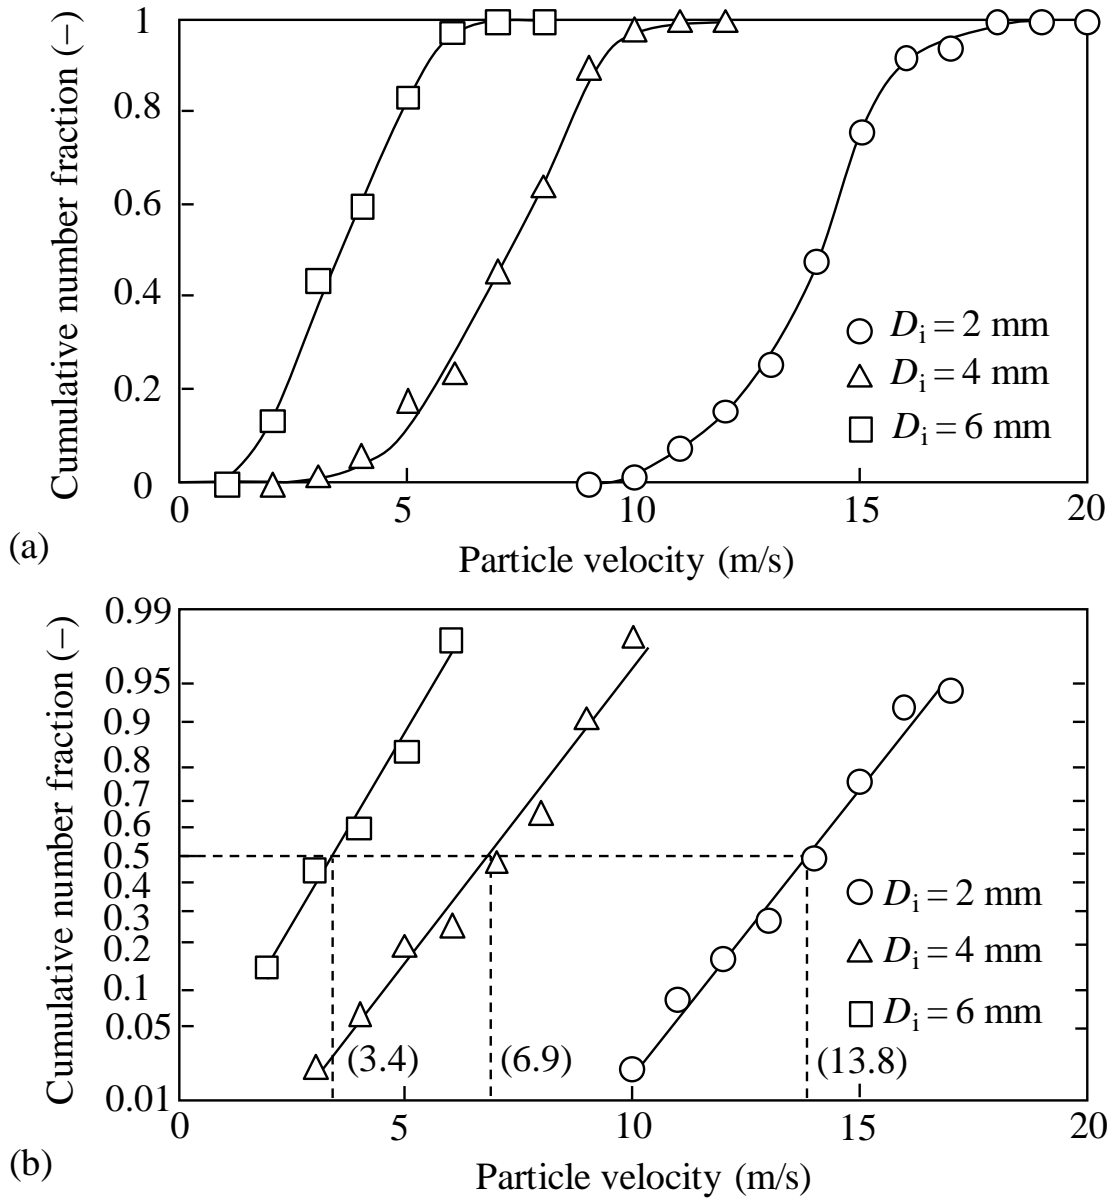 Cumulative number fraction (–)
1
0.8
0.6
0.4
0.2
0
0 5 10 15 20
Particle velocity (m/s)
D_i = 2 mm
D_i = 4 mm
D_i = 6 mm
(a)
Cumulative number fraction (–)
0.99
0.95
0.9
0.8
0.7
0.6
0.5
0.4
0.3
0.2
0.1
0.05
0.01
(3.4) (6.9) (13.8)
0 5 10 15 20
Particle velocity (m/s)
D_i = 2 mm
D_i = 4 mm
D_i = 6 mm
(b)